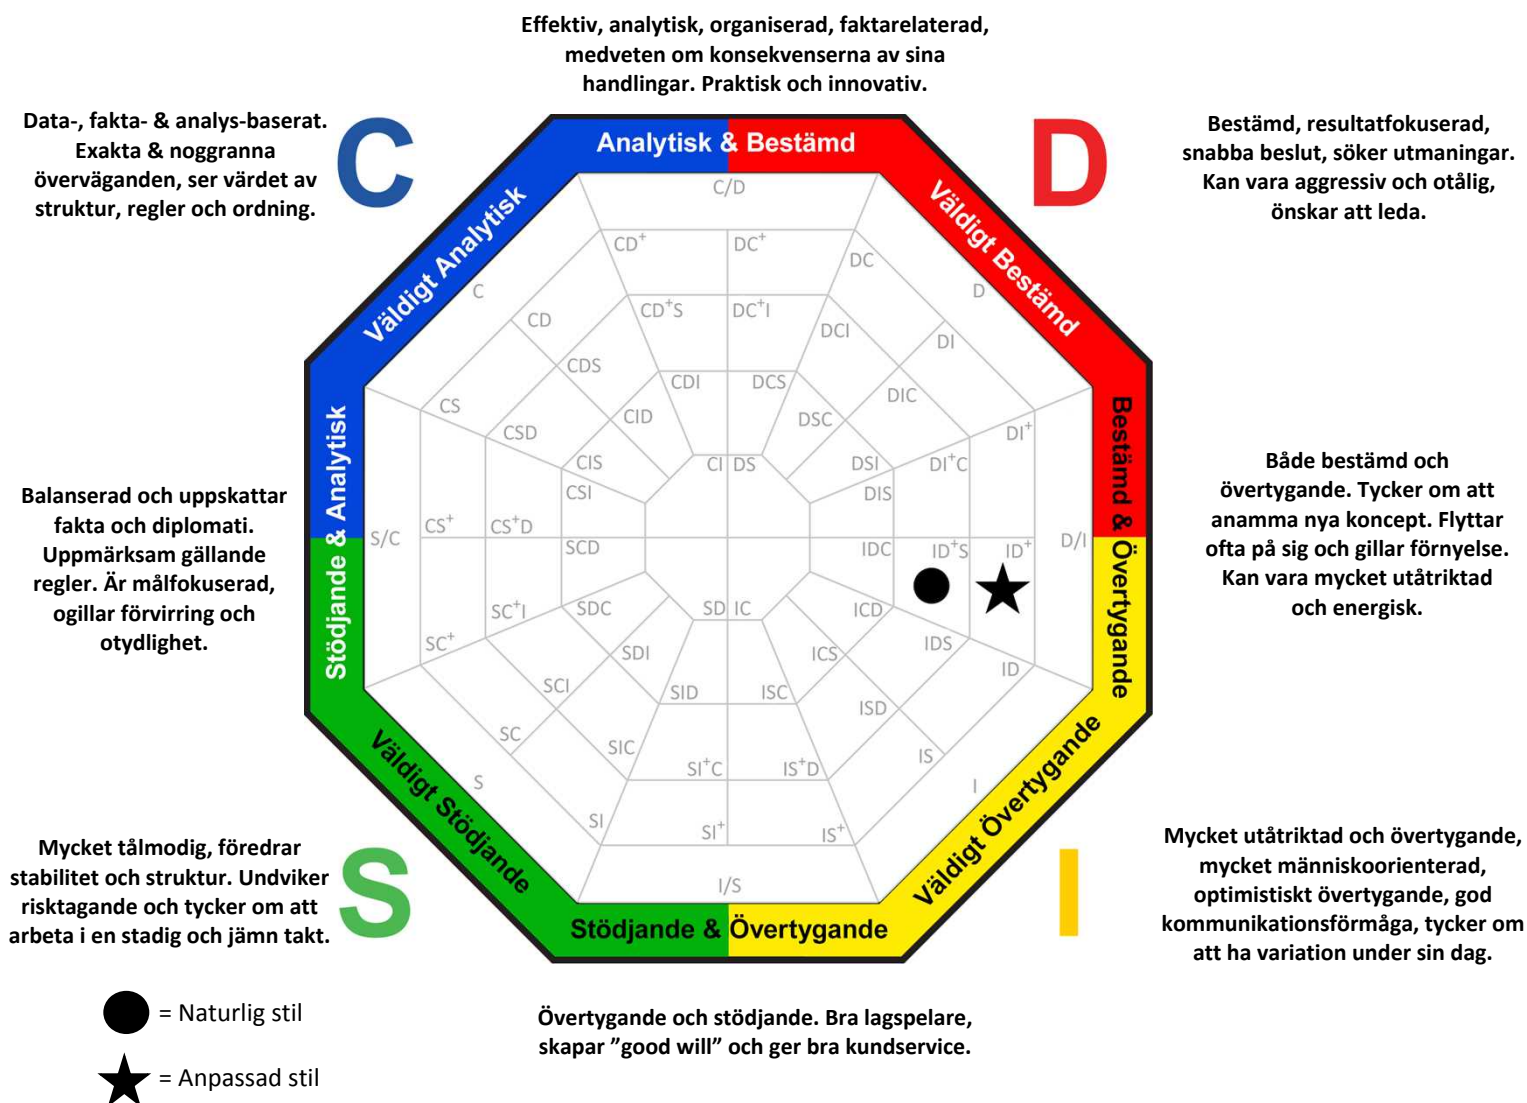 Effektiv, analytisk, organiserad, faktarelaterad,
medveten om konsekvenserna av sina
handlingar. Praktisk och innovativ.
Data-, fakta- & analys-baserat.
Exakta & noggranna
överväganden, ser värdet av
struktur, regler och ordning.
C
D
Bestämd, resultatfokuserad,
snabba beslut, söker utmaningar.
Kan vara aggressiv och otålig,
önskar att leda.
Analytisk & Bestämd
Väldigt Analytisk
Väldigt Bestämd
C/D
CD+
DC+
DC
C
D
CD+S
DC+I
CD
DCI
DI
CDS
CDI
DCS
DIC
CS
CID
DSC
DI+
CSD
CIS
CI
DS
DSI
DI+C
CSI
DIS
Stödjande & Analytisk
Bestämd & Övertygande
Balanserad och uppskattar
fakta och diplomati.
Uppmärksam gällande
regler. Är målfokuserad,
ogillar förvirring och
otydlighet.
Både bestämd och
övertygande. Tycker om att
anamma nya koncept. Flyttar
ofta på sig och gillar förnyelse.
Kan vara mycket utåtriktad
och energisk.
S/C
CS+
CS+D
SCD
IDC
ID+S
ID+
D/I
SC+I
SDC
SD
IC
ICD
SC+
SDI
ICS
IDS
ID
SCI
SID
ISC
ISD
SC
SIC
IS
SI+C
IS+D
S
I
SI
SI+
IS+
I/S
Väldigt Stödjande
Väldigt Övertygande
Stödjande & Övertygande
S
I
Mycket tålmodig, föredrar
stabilitet och struktur. Undviker
risktagande och tycker om att
arbeta i en stadig och jämn takt.
Mycket utåtriktad och övertygande,
mycket människoorienterad,
optimistiskt övertygande, god
kommunikationsförmåga, tycker om
att ha variation under sin dag.
= Naturlig stil
= Anpassad stil
Övertygande och stödjande. Bra lagspelare,
skapar ”good will” och ger bra kundservice.